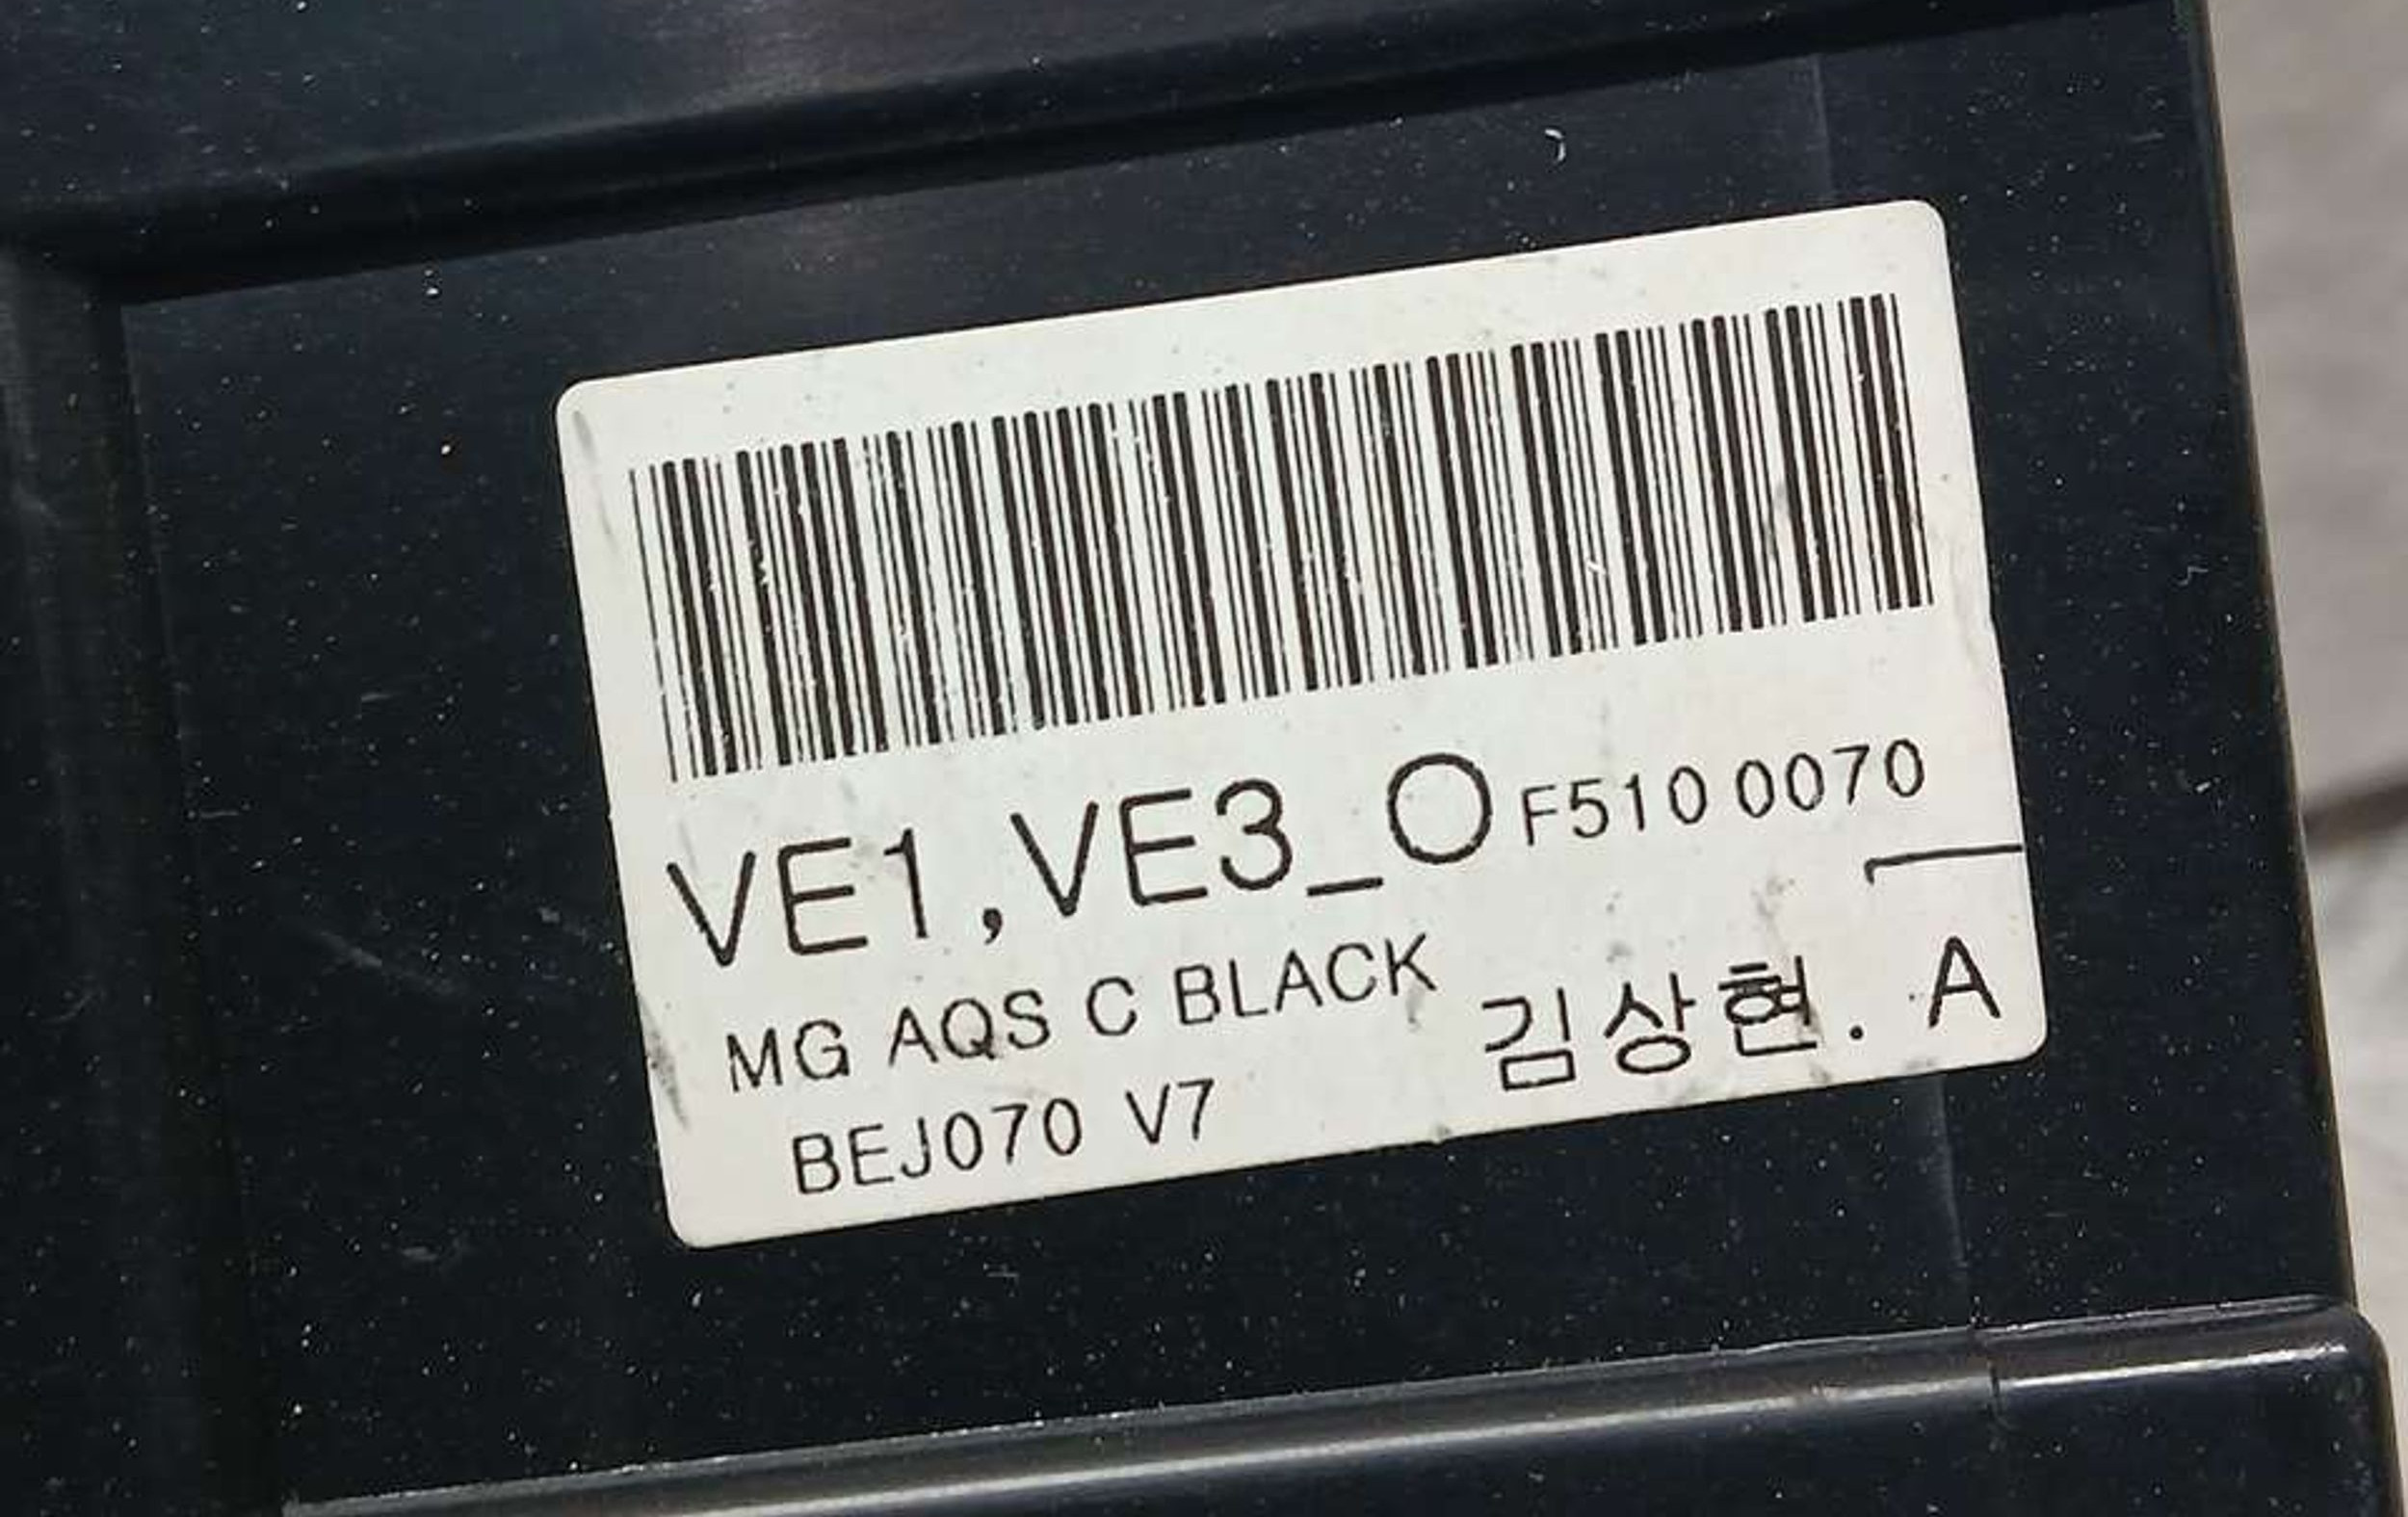 VE1,VE3_O F510 0070
MG AQS C BLACK
김상현. A
BEJ070 V7